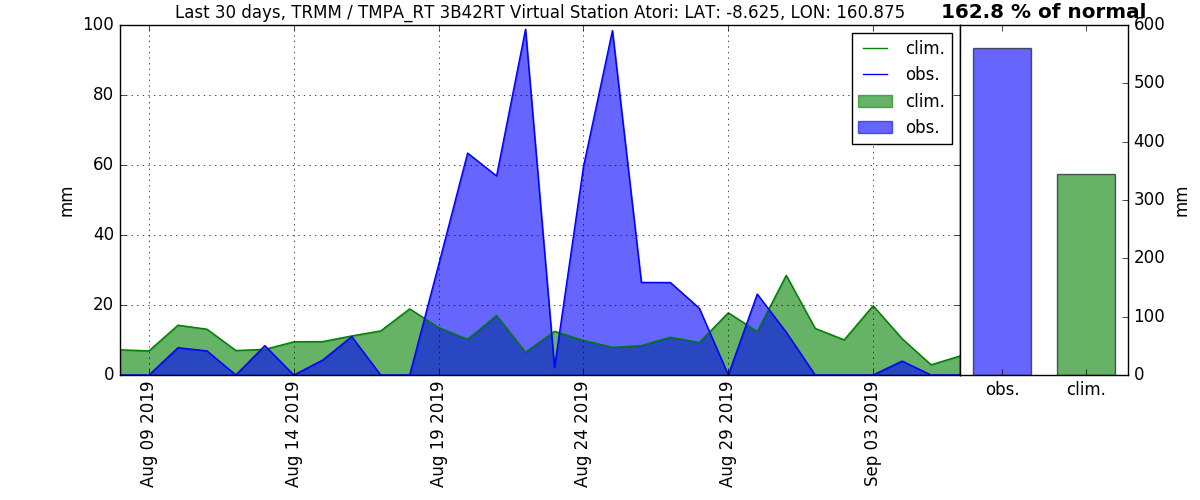 Last 30 days, TRMM / TMPA_RT 3B42RT Virtual Station Atori: LAT: -8.625, LON: 160.875
162.8 % of normal
100
80
60
40
20
0
mm
clim.
obs.
clim.
obs.
Aug 09 2019
Aug 14 2019
Aug 19 2019
Aug 24 2019
Aug 29 2019
Sep 03 2019
600
500
400
300
200
100
0
mm
obs.
clim.